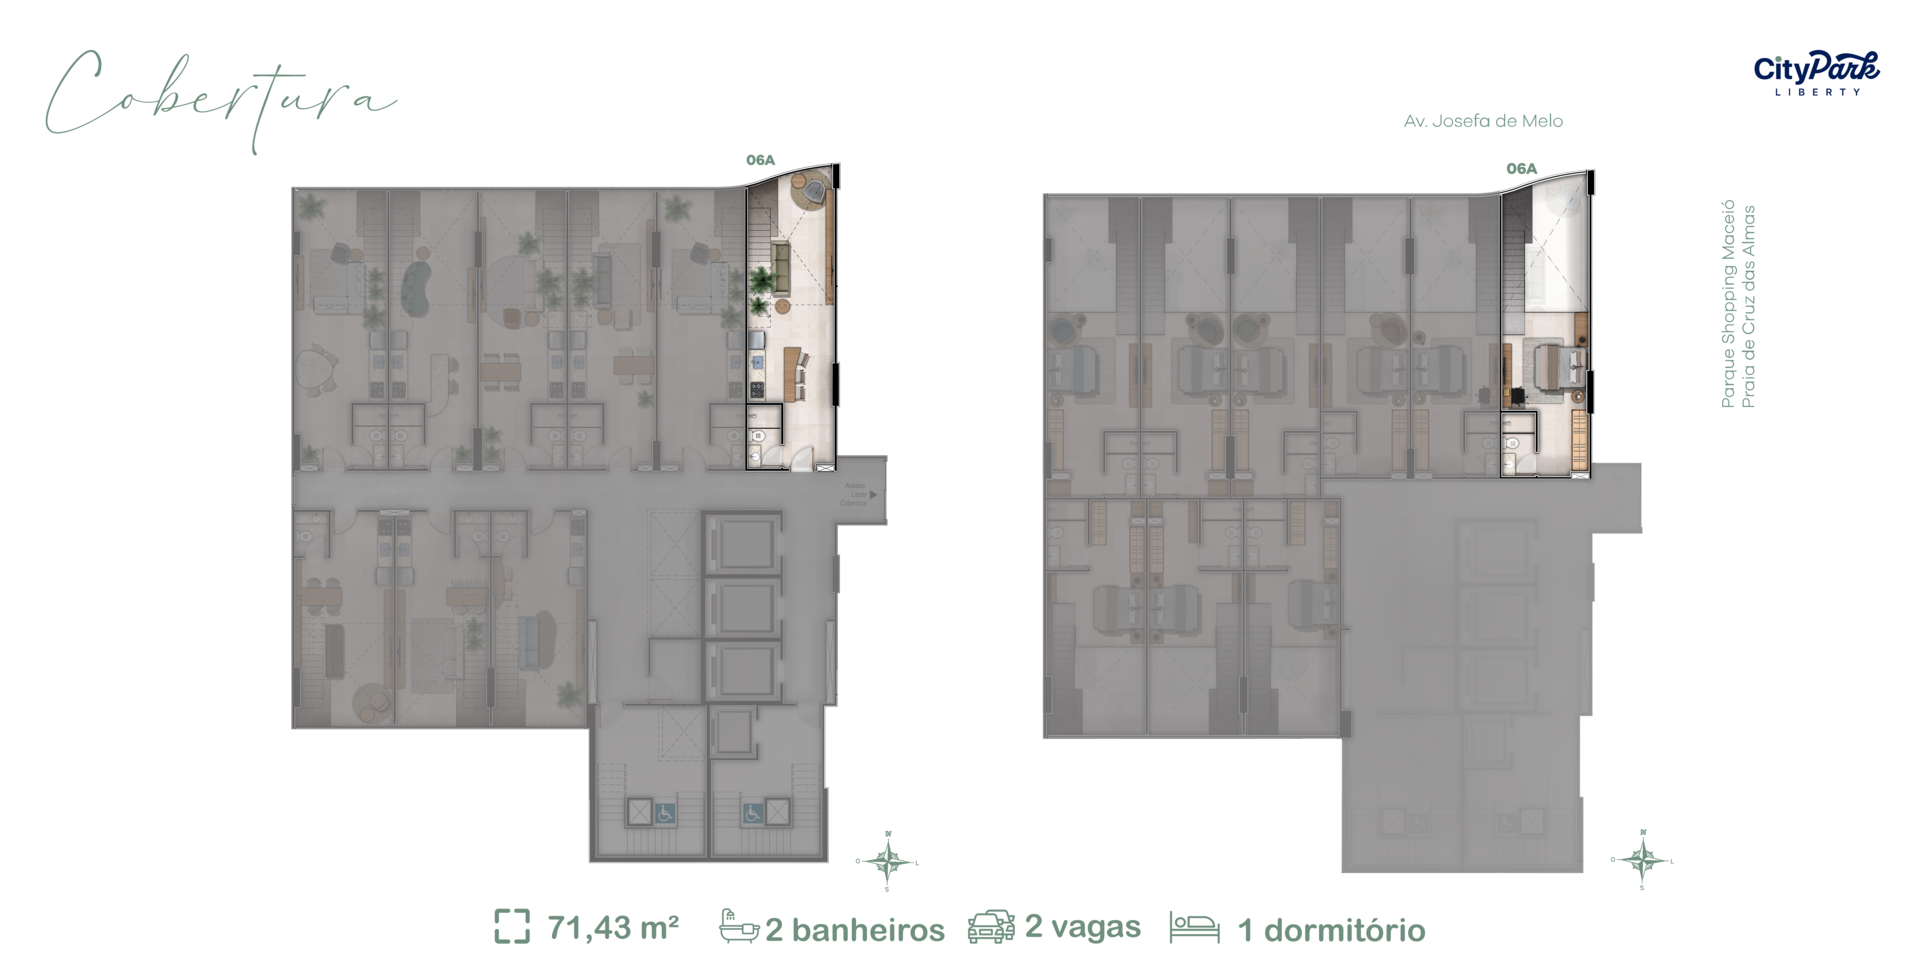 Cobertura
CityPark
LIBERTY
Av. Josefa de Melo
06A
06A
Parque Shopping Maceió
Praia de Cruz das Almas
Acesso
Lazer
Cobertura
N
O
L
S
N
O
L
S
71,43 m²
2 banheiros
2 vagas
1 dormitório